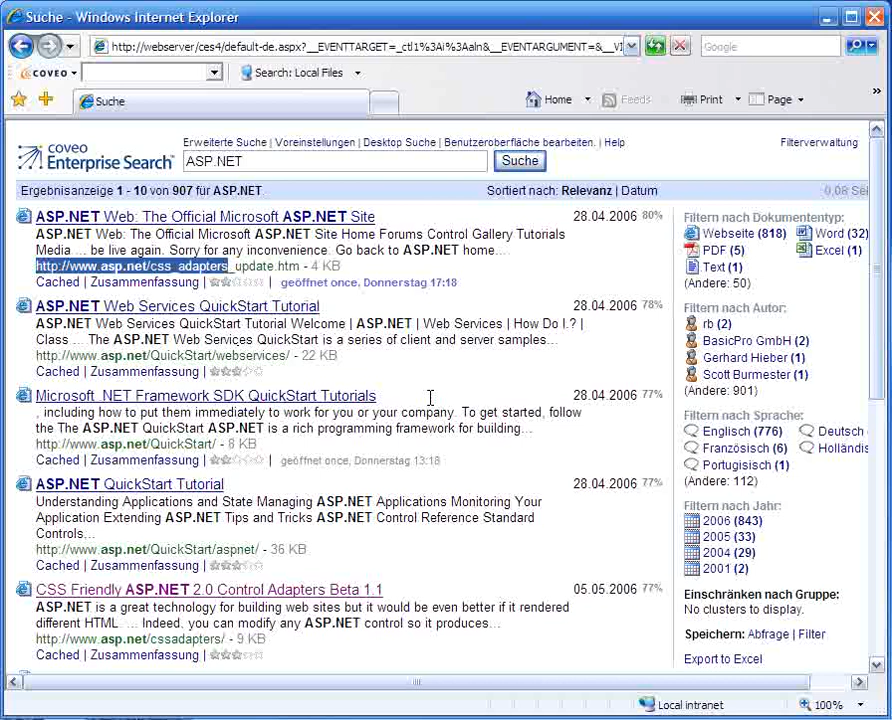 Suche - Windows Internet Explorer
http://webserver/ces4/default-de.aspx?__EVENTTARGET=_ctl1%3Ai%3Aaln&__EVENTARGUMENT=&__VI
Google
COVEO
Search: Local Files
Suche
Home
Feeds
Print
Page
coveo
Enterprise Search™
Erweiterte Suche | Voreinstellungen | Desktop Suche | Benutzeroberfläche bearbeiten. | Help
Filterverwaltung
ASP.NET
Suche
Ergebnisanzeige 1 - 10 von 907 für ASP.NET
Sortiert nach: Relevanz | Datum
0,08 Se
ASP.NET Web: The Official Microsoft ASP.NET Site
28.04.2006 80%
ASP.NET Web: The Official Microsoft ASP.NET Site Home Forums Control Gallery Tutorials
Media ... be live again. Sorry for any inconvenience. Go back to ASP.NET home...
http://www.asp.net/css_adapters_update.htm - 4 KB
Cached | Zusammenfassung | geöffnet once, Donnerstag 17:18
ASP.NET Web Services QuickStart Tutorial
28.04.2006 78%
ASP.NET Web Services QuickStart Tutorial Welcome | ASP.NET | Web Services | How Do I.? |
Class ... The ASP.NET Web Services QuickStart is a series of client and server samples...
http://www.asp.net/QuickStart/webservices/ - 22 KB
Cached | Zusammenfassung |
Microsoft .NET Framework SDK QuickStart Tutorials
28.04.2006 77%
, including how to put them immediately to work for you or your company. To get started, follow
the The ASP.NET QuickStart ASP.NET is a rich programming framework for building...
http://www.asp.net/QuickStart/ - 8 KB
Cached | Zusammenfassung | geöffnet once, Donnerstag 13:18
ASP.NET QuickStart Tutorial
28.04.2006 77%
Understanding Applications and State Managing ASP.NET Applications Monitoring Your
Application Extending ASP.NET Tips and Tricks ASP.NET Control Reference Standard
Controls...
http://www.asp.net/QuickStart/aspnet/ - 36 KB
Cached | Zusammenfassung |
CSS Friendly ASP.NET 2.0 Control Adapters Beta 1.1
05.05.2006 77%
ASP.NET is a great technology for building web sites but it would be even better if it rendered
different HTML. ... Indeed, you can modify any ASP.NET control so it produces...
http://www.asp.net/cssadapters/ - 9 KB
Cached | Zusammenfassung |
Filtern nach Dokumententyp:
Webseite (818) Word (32)
PDF (5) Excel (1)
Text (1)
(Andere: 50)
Filtern nach Autor:
rb (2)
BasicPro GmbH (2)
Gerhard Hieber (1)
Scott Burmester (1)
(Andere: 901)
Filtern nach Sprache:
Englisch (776) Deutsch
Französisch (6) Holländis
Portugisisch (1)
(Andere: 112)
Filtern nach Jahr:
2006 (843)
2005 (33)
2004 (29)
2001 (2)
Einschränken nach Gruppe:
No clusters to display.
Speichern: Abfrage | Filter
Export to Excel
Local intranet
100%